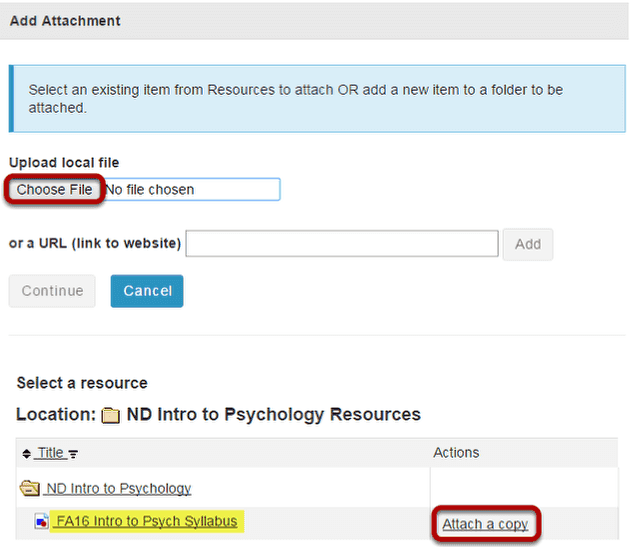 Add Attachment
Select an existing item from Resources to attach OR add a new item to a folder to be
attached.
Upload local file
Choose File No file chosen
or a URL (link to website) Add
Continue Cancel
Select a resource
Location: ND Intro to Psychology Resources
Title Actions
ND Intro to Psychology
FA16 Intro to Psych Syllabus Attach a copy